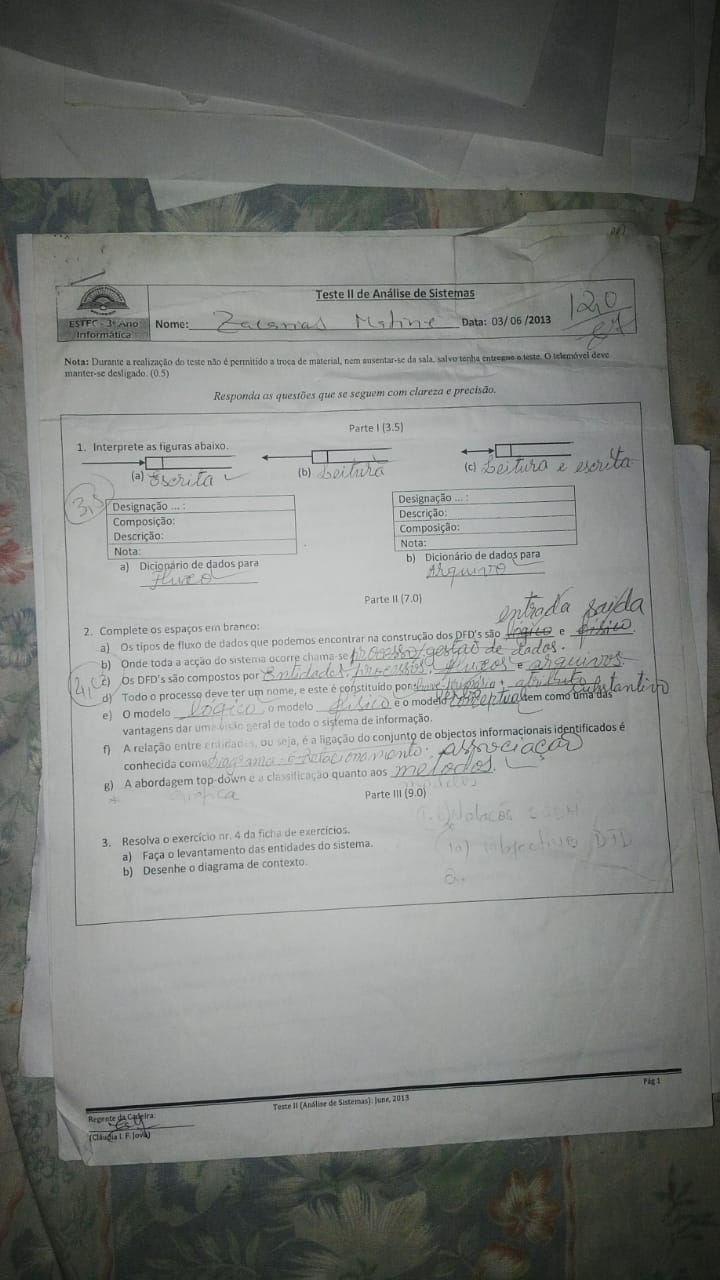 Teste II de Análise de Sistemas
ESTEC - 3º Ano
Informática
Nome: Zacarias Data: 03/06/2013
12,0
Nota: Durante a realização do teste não é permitido a troca de material, nem ausentar-se da sala, salvo tenha entregue o teste. O telemóvel deve
manter-se desligado. (0.5)
Responda as questões que se seguem com clareza e precisão.
Parte I (3.5)
1. Interprete as figuras abaixo.
(a) Escrita (b) Leitura (c) Leitura e escrita
3,5
Designação ... :
Composição:
Descrição:
Nota:
a) Dicionário de dados para
Fluxo
Designação ... :
Descrição:
Composição:
Nota:
b) Dicionário de dados para
Arquivo
Parte II (7.0)
2. Complete os espaços em branco:
entrada saída
a) Os tipos de fluxo de dados que podemos encontrar na construção dos DFD's são lógico e físico.
b) Onde toda a acção do sistema ocorre chama-se processo/gestão de dados.
c) Os DFD's são compostos por Entidades, processos, fluxos e arquivos.
d) Todo o processo deve ter um nome, e este é constituído por verbo + atributo substantivo
e) O modelo lógico o modelo físico e o modelo conceptual tem como uma das
vantagens dar uma visão geral de todo o sistema de informação.
f) A relação entre entidades, ou seja, é a ligação do conjunto de objectos informacionais identificados é
conhecida como associação
g) A abordagem top-down é a classificação quanto aos metodos.
Gráfica
Parte III (9.0)
3. Resolva o exercício nr. 4 da ficha de exercícios.
a) Faça o levantamento das entidades do sistema.
b) Desenhe o diagrama de contexto.
Pág 1
Teste II (Análise de Sistemas): June, 2013
Regente da Cadeira:
(Cláudia I. F. Jova)